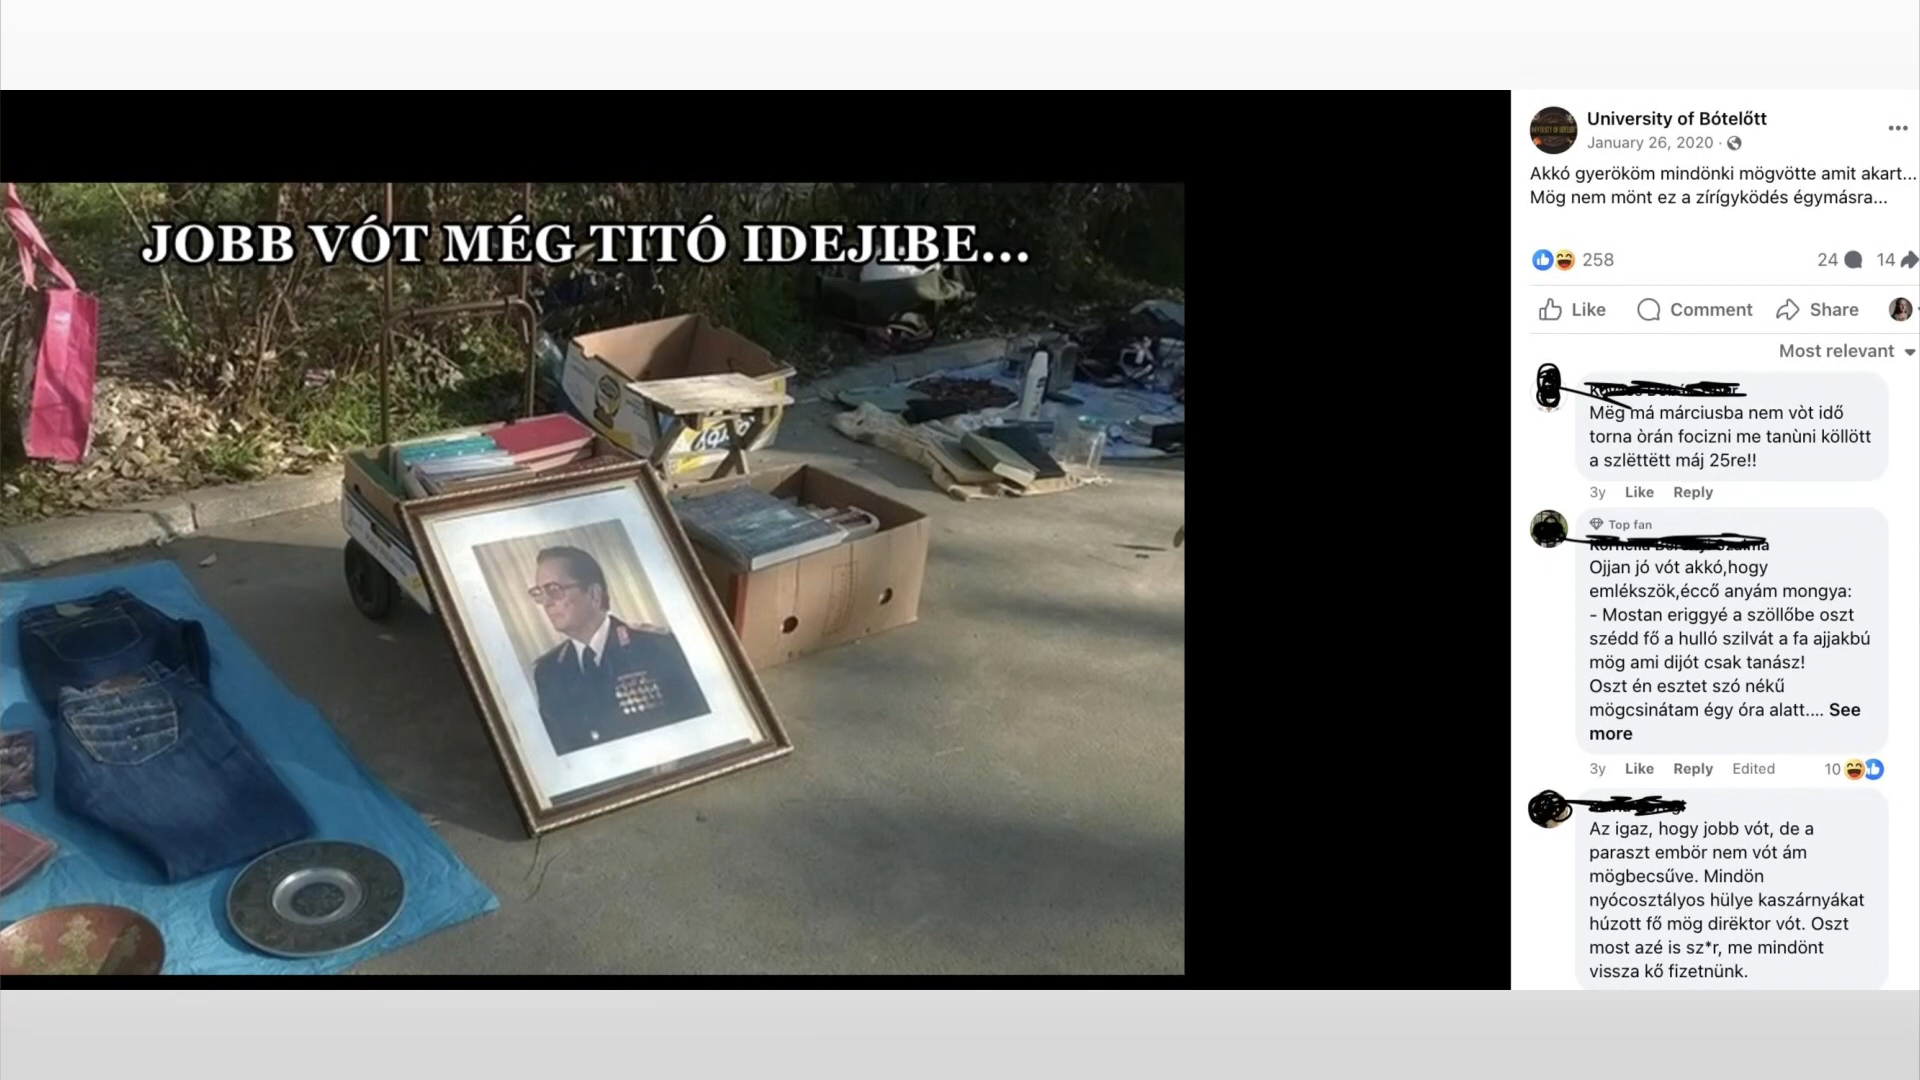 JOBB VÓT MÉG TITÓ IDEJIBE...
University of Bótelőtt
January 26, 2020 ·
Akkó gyerököm mindönki mögvötte amit akart...
Mög nem mönt ez a zírígyködés égymásra...
258
24
14
Like
Comment
Share
Most relevant
Mëg má márciusba nem vòt idő
torna òrán focizni me tanùni köllött
a szlëttëtt máj 25re!!
3y Like Reply
Top fan
Ojjan jó vót akkó,hogy
emlékszök,éccő anyám mongya:
- Mostan eriggyé a szöllőbe oszt
szédd fő a hulló szilvát a fa ajjakbú
mög ami dijót csak tanász!
Oszt én esztet szó nékű
mögcsinátam égy óra alatt.... See
more
3y Like Reply Edited 10
Az igaz, hogy jobb vót, de a
paraszt embör nem vót ám
mögbecsűve. Mindön
nyócosztályos hülye kaszárnyákat
húzott fő mög dirëktor vót. Oszt
most azé is sz*r, me mindönt
vissza kő fizetnünk.